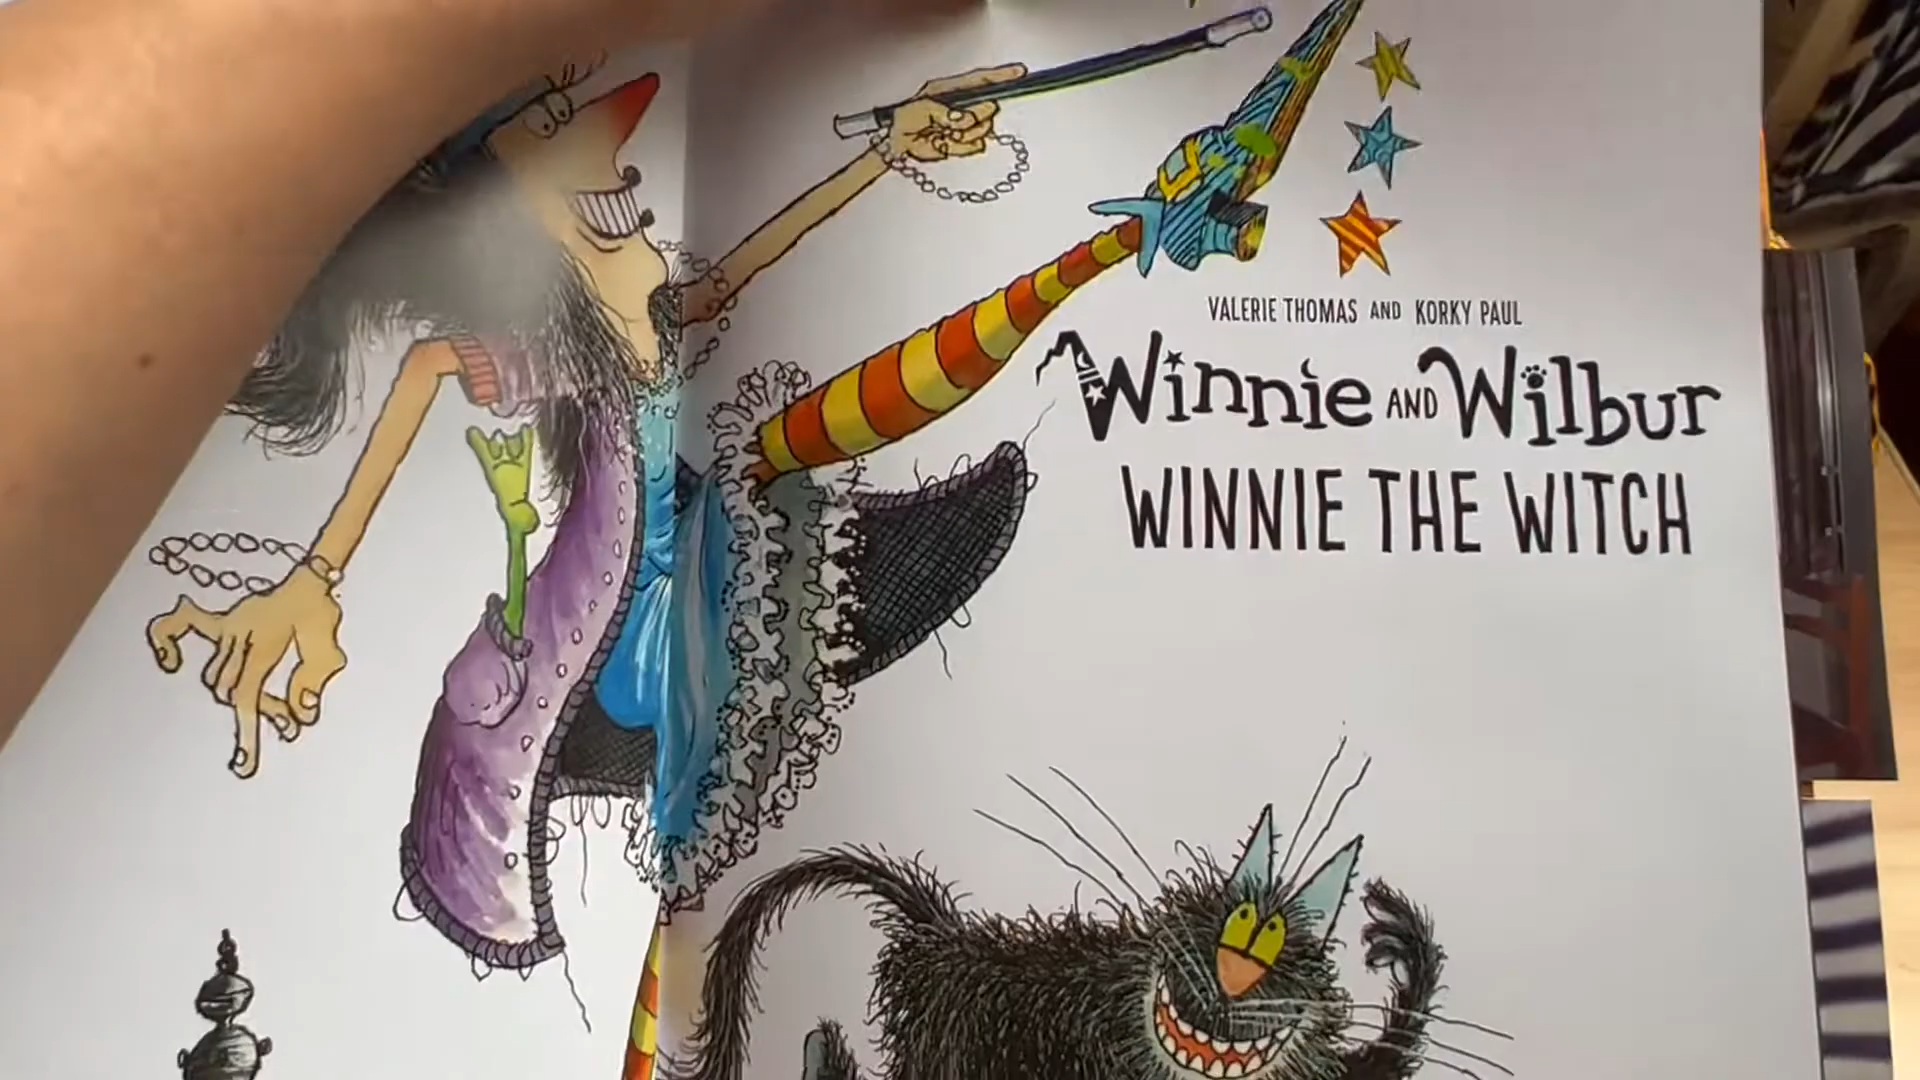 VALERIE THOMAS AND KORKY PAUL
Winnie AND Wilbur
WINNIE THE WITCH